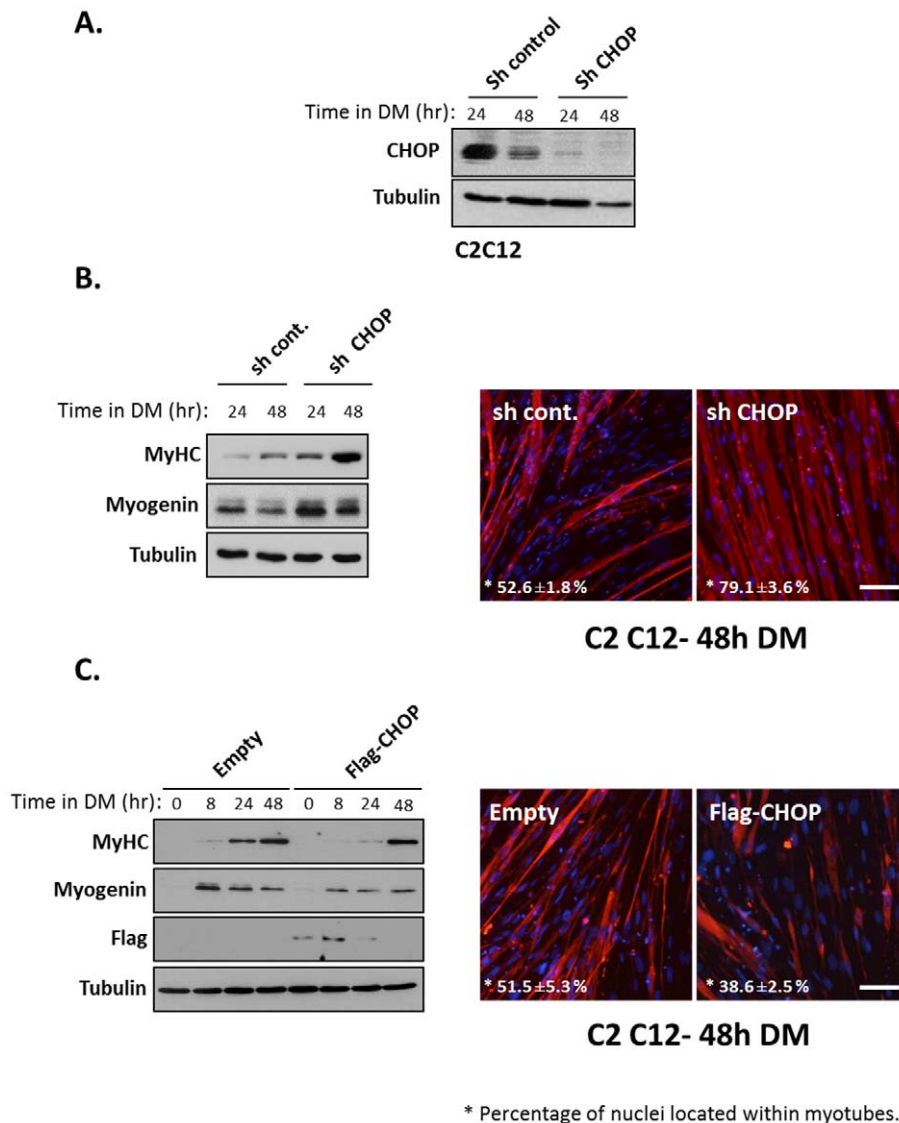 A.
Sh control
Sh CHOP
Time in DM (hr): 24 48 24 48
CHOP
Tubulin
C2C12
B.
sh cont.
sh CHOP
Time in DM (hr): 24 48 24 48
MyHC
Myogenin
Tubulin
sh cont.
* 52.6 ±1.8 %
sh CHOP
* 79.1 ±3.6 %
C2 C12- 48h DM
C.
Empty
Flag-CHOP
Time in DM (hr): 0 8 24 48 0 8 24 48
MyHC
Myogenin
Flag
Tubulin
Empty
* 51.5 ±5.3 %
Flag-CHOP
* 38.6 ±2.5 %
C2 C12- 48h DM
* Percentage of nuclei located within myotubes.